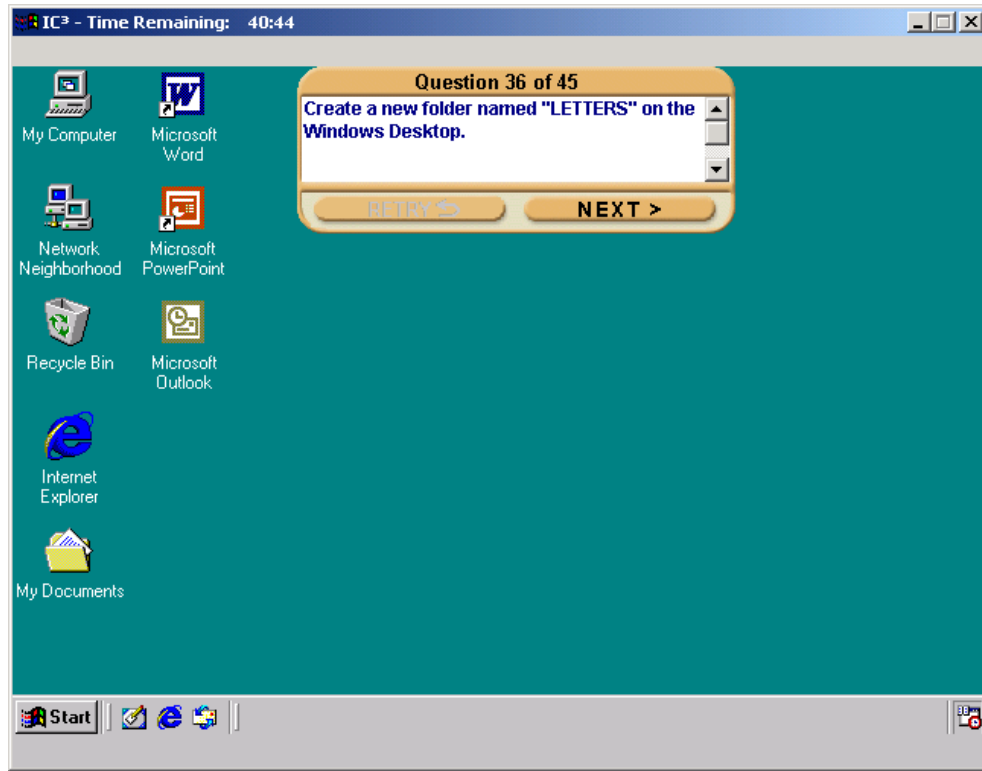 IC³ - Time Remaining: 40:44
Question 36 of 45
Create a new folder named "LETTERS" on the
Windows Desktop.
RETRY
NEXT >
My Computer
Microsoft
Word
Network
Neighborhood
Microsoft
PowerPoint
Recycle Bin
Microsoft
Outlook
Internet
Explorer
My Documents
Start